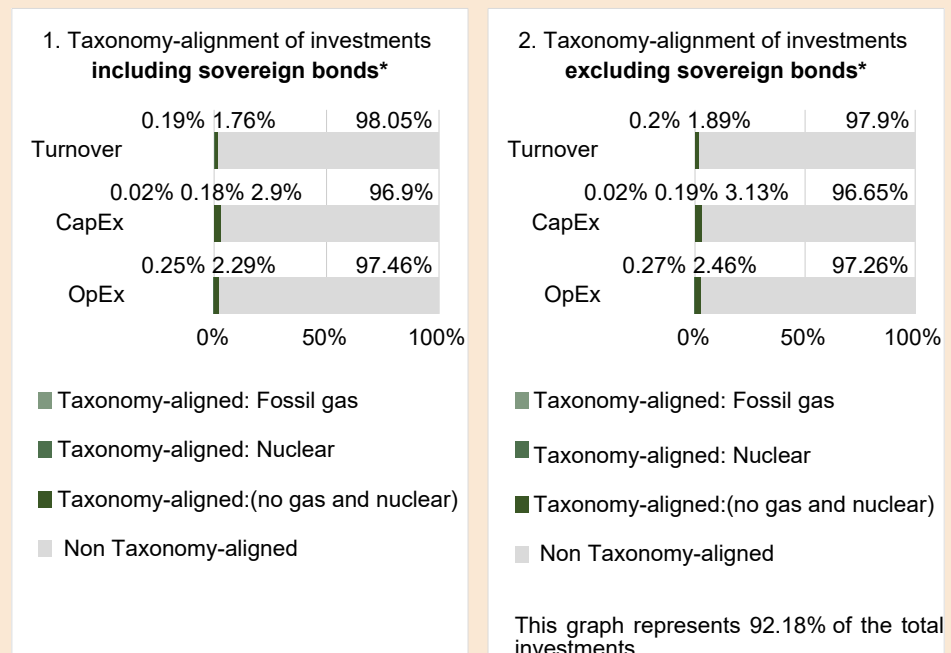 1. Taxonomy-alignment of investments
including sovereign bonds*
0.19% 1.76% 98.05%
Turnover
0.02% 0.18% 2.9% 96.9%
CapEx
0.25% 2.29% 97.46%
OpEx
0% 50% 100%
Taxonomy-aligned: Fossil gas
Taxonomy-aligned: Nuclear
Taxonomy-aligned:(no gas and nuclear)
Non Taxonomy-aligned
2. Taxonomy-alignment of investments
excluding sovereign bonds*
0.2% 1.89% 97.9%
Turnover
0.02% 0.19% 3.13% 96.65%
CapEx
0.27% 2.46% 97.26%
OpEx
0% 50% 100%
Taxonomy-aligned: Fossil gas
Taxonomy-aligned: Nuclear
Taxonomy-aligned:(no gas and nuclear)
Non Taxonomy-aligned
This graph represents 92.18% of the total
investments